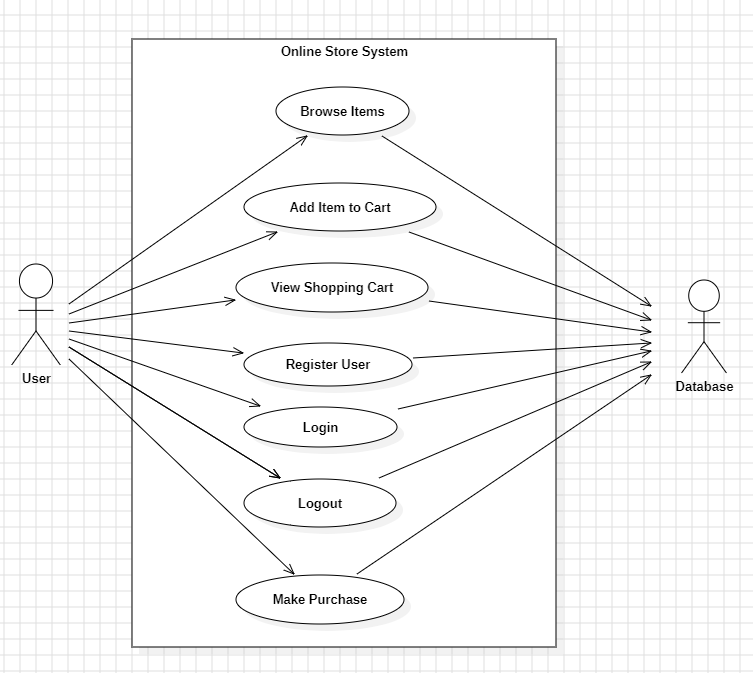 Online Store System
Browse Items
Add Item to Cart
View Shopping Cart
Register User
User
Database
Login
Logout
Make Purchase